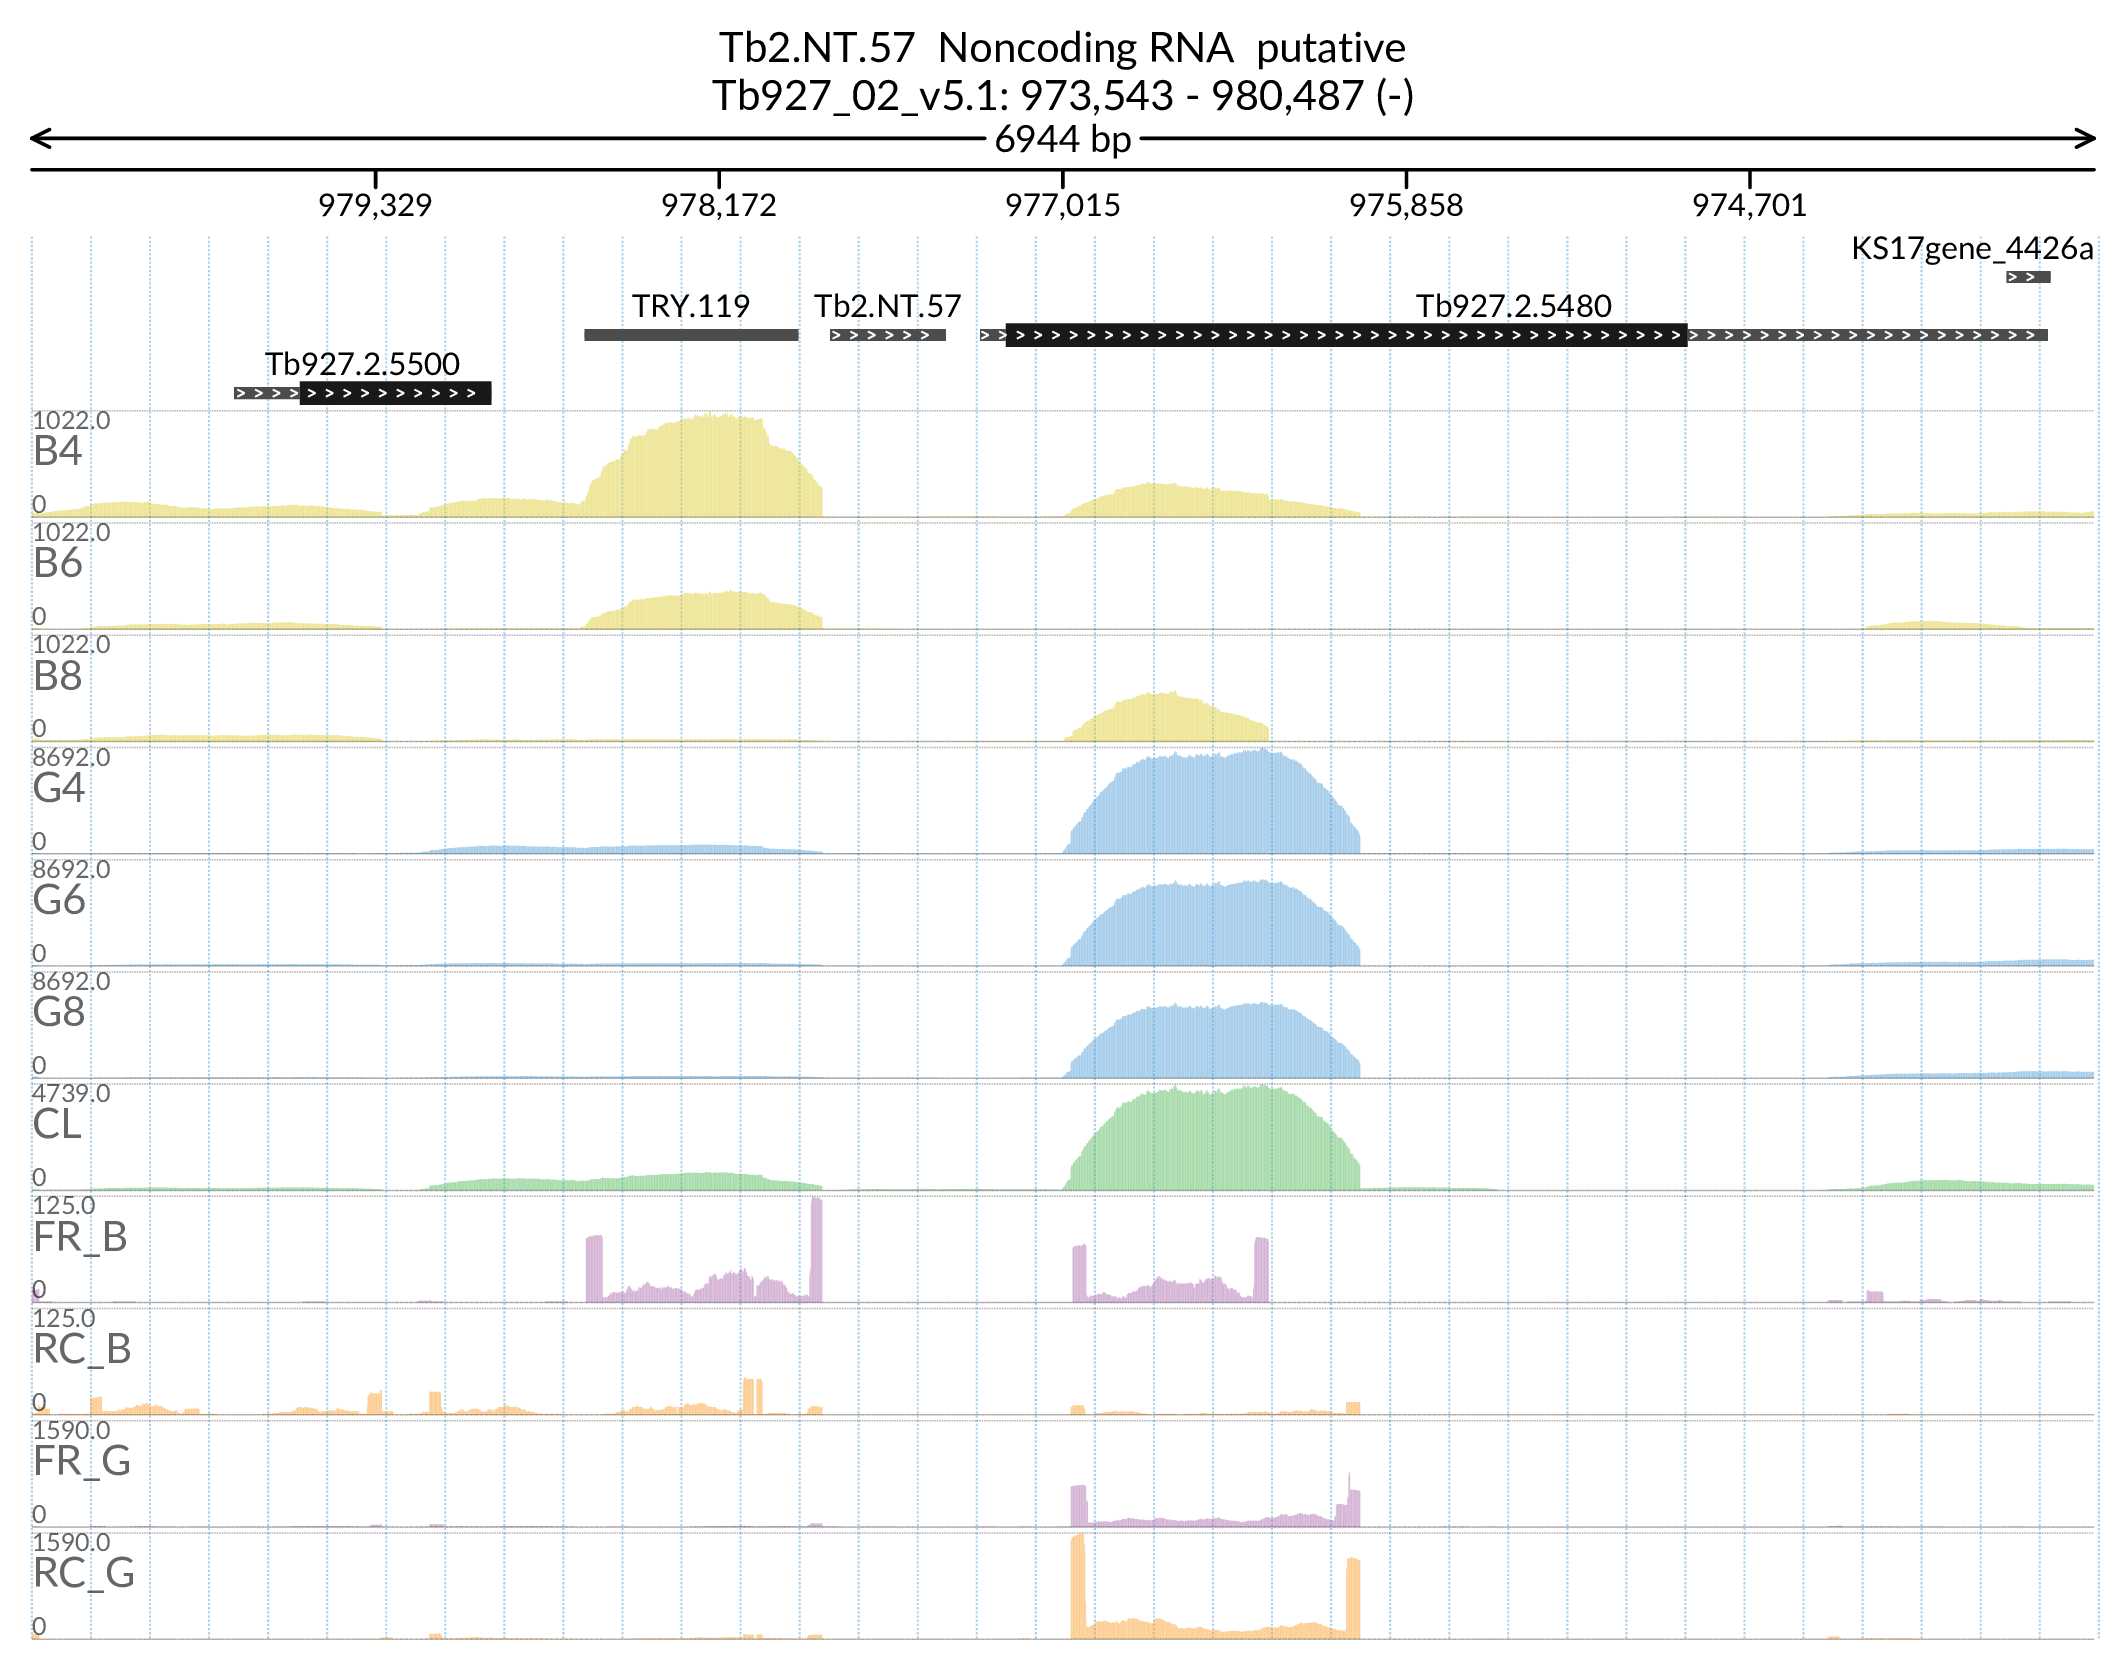 Tb2.NT.57 Noncoding RNA putative
Tb927_02_v5.1: 973,543 - 980,487 (-)
6944 bp
979,329 978,172 977,015 975,858 974,701
KS17gene_4426a
TRY.119 Tb2.NT.57 Tb927.2.5480
Tb927.2.5500
1022.0
B4
0
1022.0
B6
0
1022.0
B8
0
8692.0
G4
0
8692.0
G6
0
8692.0
G8
0
4739.0
CL
0
125.0
FR_B
0
125.0
RC_B
0
1590.0
FR_G
0
1590.0
RC_G
0